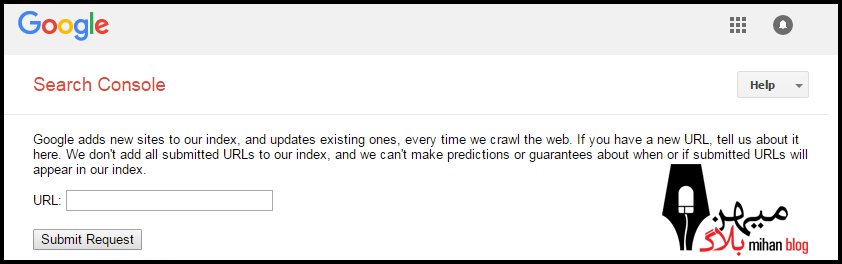 Google
Search Console
Help
Google adds new sites to our index, and updates existing ones, every time we crawl the web. If you have a new URL, tell us about it
here. We don't add all submitted URLs to our index, and we can't make predictions or guarantees about when or if submitted URLs will
appear in our index.
URL:
Submit Request
میهن
بلاگ
mihan blog